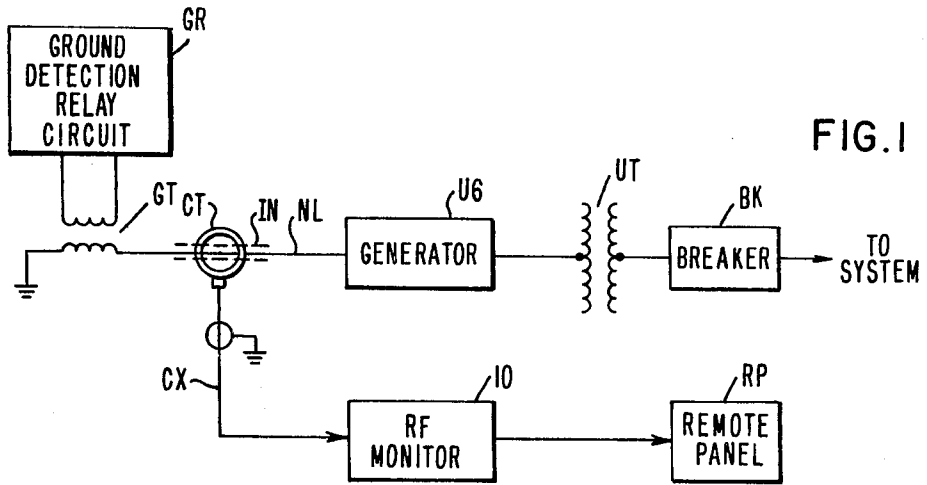 GR
GROUND
DETECTION
RELAY
CIRCUIT
FIG.1
GT
CT
IN
NL
UG
GENERATOR
UT
BK
BREAKER
TO
SYSTEM
CX
10
RF
MONITOR
RP
REMOTE
PANEL